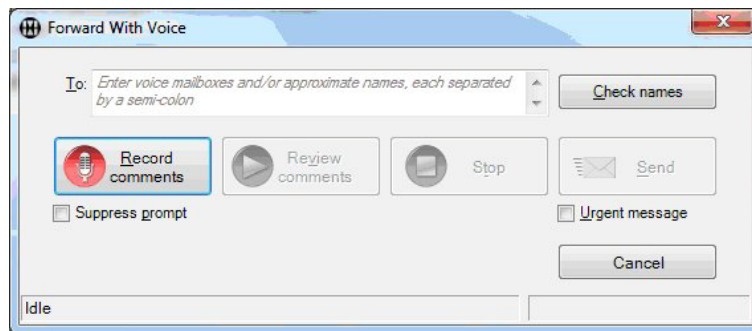 Forward With Voice
To: Enter voice mailboxes and/or approximate names, each separated
by a semi-colon
Check names
Record
comments
Review
comments
Stop
Send
Suppress prompt
Urgent message
Cancel
Idle